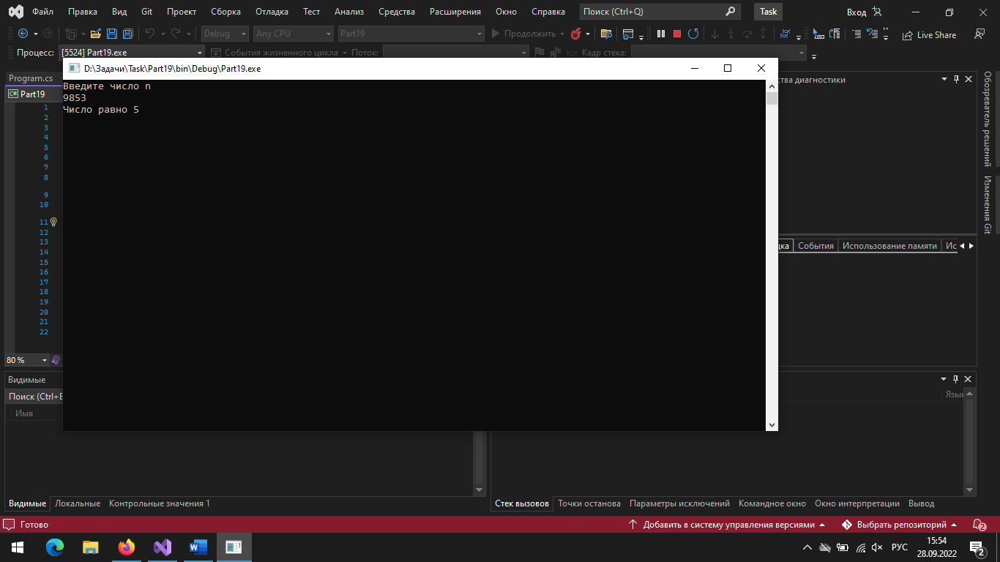 Файл Правка Вид Git Проект Сборка Отладка Тест Анализ Средства Расширения Окно Справка Поиск (Ctrl+Q) Task Вход
Debug Any CPU Part19 Продолжить Live Share
Процесс: [5524] Part19.exe События жизненного цикла Поток: Кадр стека:
D:\Задачи\Task\Part19\bin\Debug\Part19.exe
Введите число n
9853
Число равно 5
Program.cs
C# Part19
1
2
3
4
5
6
7
8
9
10
11
12
13
14
15
16
17
18
19
20
21
22
80 %
ства диагностики
дка События Использование памяти Ис
Обозреватель решений
Изменения Git
Видимые
Поиск (Ctrl+E
Имя
Язык
Видимые Локальные Контрольные значения 1
Стек вызовов Точки останова Параметры исключений Командное окно Окно интерпретации Вывод
Готово Добавить в систему управления версиями Выбрать репозиторий 2
РУС 15:54
28.09.2022 2